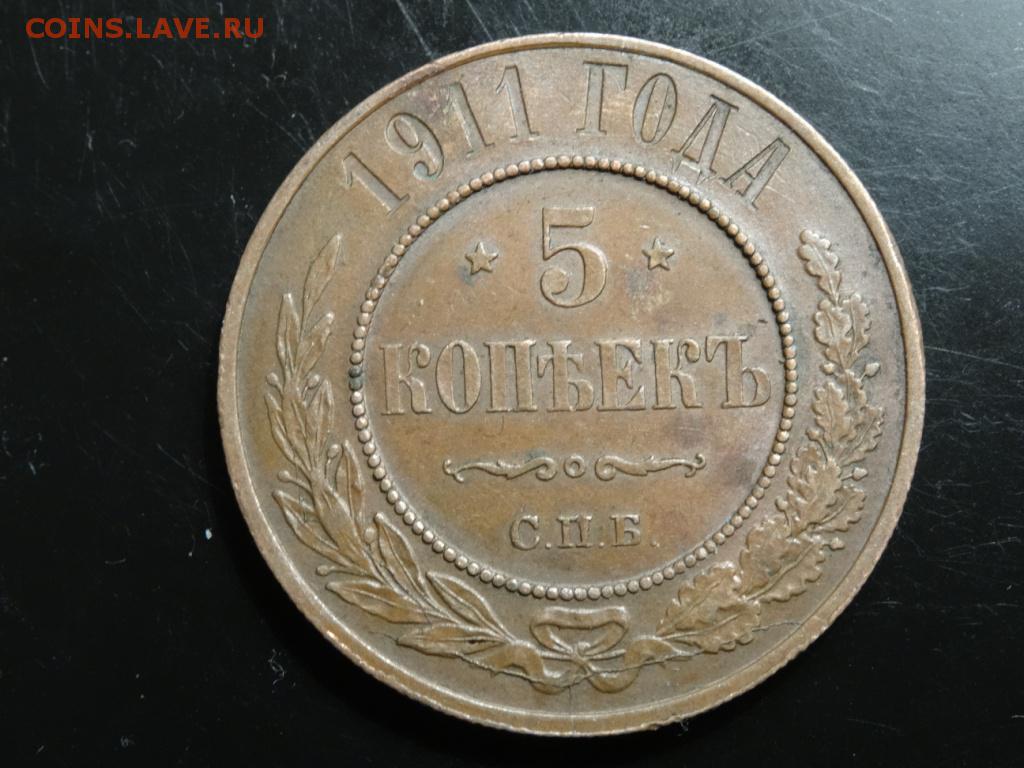 COINS.LAVE.RU
1911 ГОДА
5
КОПѢЕКЪ
С.П.Б.